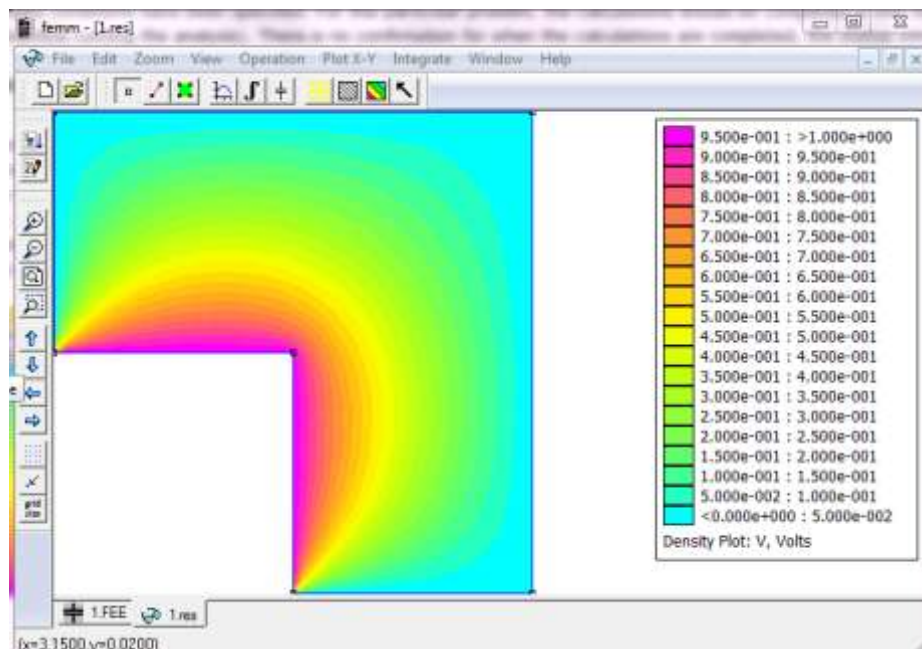 femm - [1.res]
File Edit Zoom View Operation Plot X-Y Integrate Window Help
9.500e-001 : >1.000e+000
9.000e-001 : 9.500e-001
8.500e-001 : 9.000e-001
8.000e-001 : 8.500e-001
7.500e-001 : 8.000e-001
7.000e-001 : 7.500e-001
6.500e-001 : 7.000e-001
6.000e-001 : 6.500e-001
5.500e-001 : 6.000e-001
5.000e-001 : 5.500e-001
4.500e-001 : 5.000e-001
4.000e-001 : 4.500e-001
3.500e-001 : 4.000e-001
3.000e-001 : 3.500e-001
2.500e-001 : 3.000e-001
2.000e-001 : 2.500e-001
1.500e-001 : 2.000e-001
1.000e-001 : 1.500e-001
5.000e-002 : 1.000e-001
<0.000e+000 : 5.000e-002
Density Plot: V, Volts
1.FEE 1.res
(x=3.1500,y=0.0200)